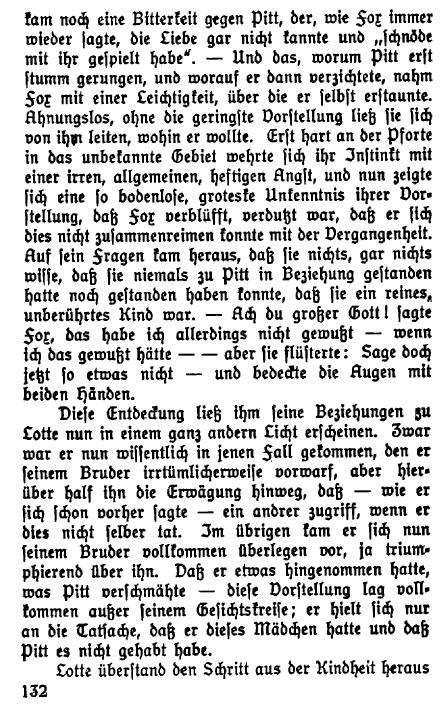 kam noch eine Bitterkeit gegen Pitt, der, wie Fox immer
wieder sagte, die Liebe gar nicht kannte und „schnöde
mit ihr gespielt habe“. — Und das, worum Pitt erst
stumm gerungen, und worauf er dann verzichtete, nahm
Fox mit einer Leichtigkeit, über die er selbst erstaunte.
Ahnungslos, ohne die geringste Vorstellung ließ sie sich
von ihm leiten, wohin er wollte. Erst hart an der Pforte
in das unbekannte Gebiet wehrte sich ihr Instinkt mit
einer irren, allgemeinen, heftigen Angst, und nun zeigte
sich eine so bodenlose, groteske Unkenntnis ihrer Vor-
stellung, daß Fox verblüfft, verdutzt war, daß er sich
dies nicht zusammenreimen konnte mit der Vergangenheit.
Auf sein Fragen kam heraus, daß sie nichts, gar nichts
wisse, daß sie niemals zu Pitt in Beziehung gestanden
hatte noch gestanden haben konnte, daß sie ein reines,
unberührtes Kind war. — Ach du großer Gott! sagte
Fox, das habe ich allerdings nicht gewußt — wenn
ich das gewußt hätte — — aber sie flüsterte: Sage doch
jetzt so etwas nicht — und bedeckte die Augen mit
beiden Händen.
Diese Entdeckung ließ ihm seine Beziehungen zu
Lotte nun in einem ganz andern Licht erscheinen. Zwar
war er nun wissentlich in jenen Fall gekommen, den er
seinem Bruder irrtümlicherweise vorwarf, aber hier-
über half ihn die Erwägung hinweg, daß — wie er
sich schon vorher sagte — ein andrer zugriff, wenn er
dies nicht selber tat. Im übrigen kam er sich nun
seinem Bruder vollkommen überlegen vor, ja trium-
phierend über ihn. Daß er etwas hingenommen hatte,
was Pitt verschmähte — diese Vorstellung lag voll-
kommen außer seinem Gesichtskreise; er hielt sich nur
an die Tatsache, daß er dieses Mädchen hatte und daß
Pitt es nicht gehabt habe.
Lotte überstand den Schritt aus der Kindheit heraus
132